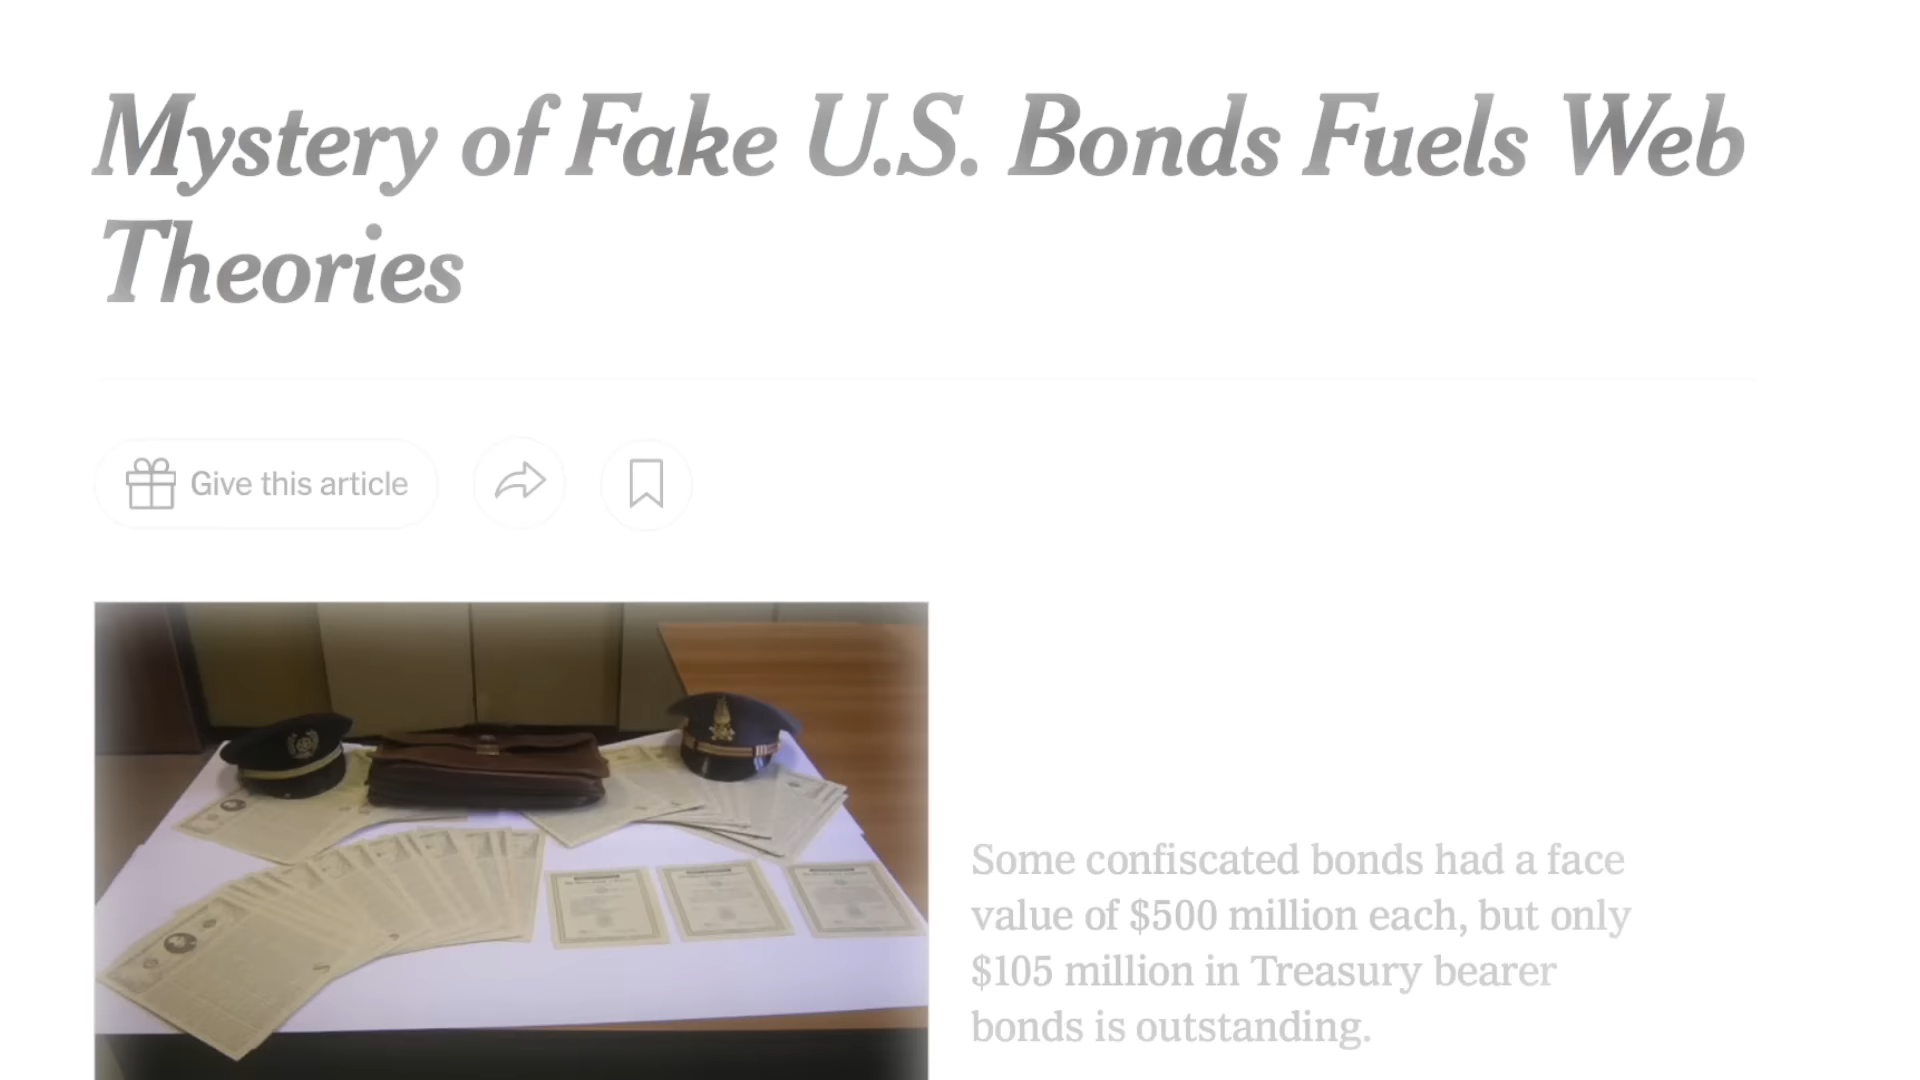 Mystery of Fake U.S. Bonds Fuels Web
Theories
Give this article
Some confiscated bonds had a face
value of $500 million each, but only
$105 million in Treasury bearer
bonds is outstanding.